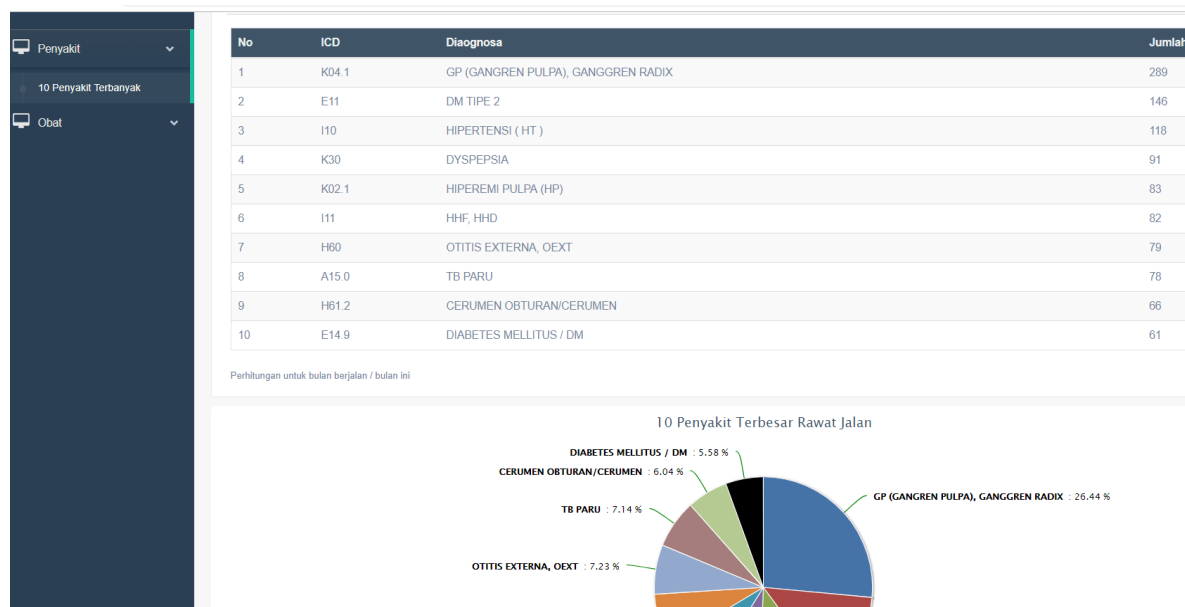 Penyakit
10 Penyakit Terbanyak
Obat
No ICD Diaognosa Jumlah
1 K04.1 GP (GANGREN PULPA), GANGGREN RADIX 289
2 E11 DM TIPE 2 146
3 I10 HIPERTENSI ( HT ) 118
4 K30 DYSPEPSIA 91
5 K02.1 HIPEREMI PULPA (HP) 83
6 I11 HHF, HHD 82
7 H60 OTITIS EXTERNA, OEXT 79
8 A15.0 TB PARU 78
9 H61.2 CERUMEN OBTURAN/CERUMEN 66
10 E14.9 DIABETES MELLITUS / DM 61
Perhitungan untuk bulan berjalan / bulan ini
10 Penyakit Terbesar Rawat Jalan
DIABETES MELLITUS / DM : 5.58 %
CERUMEN OBTURAN/CERUMEN : 6.04 %
GP (GANGREN PULPA), GANGGREN RADIX : 26.44 %
TB PARU : 7.14 %
OTITIS EXTERNA, OEXT : 7.23 %